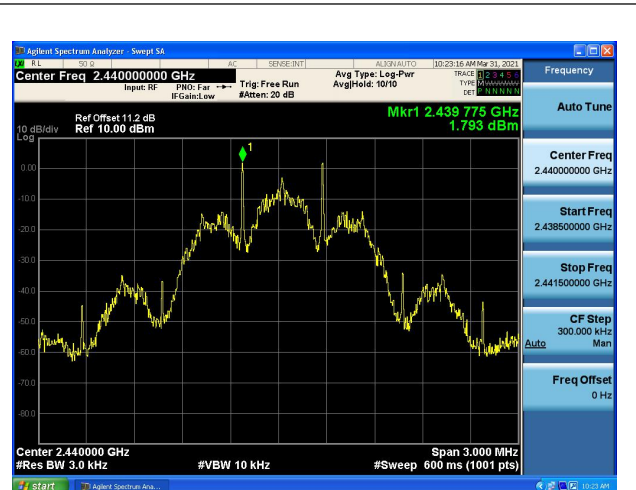 Agilent Spectrum Analyzer - Swept SA
RL 50 Ω AC SENSE:INT ALIGNAUTO 10:23:16 AM Mar 31, 2021
Center Freq 2.440000000 GHz
Input: RF PNO: Far Trig: Free Run Avg Type: Log-Pwr TRACE 1 2 3 4 5 6
IFGain:Low #Atten: 20 dB Avg|Hold: 10/10 TYPE
DET P N N N N N
Ref Offset 11.2 dB Mkr1 2.439 775 GHz
10 dB/div Ref 10.00 dBm 1.793 dBm
Log
1
0.00
-10.0
-20.0
-30.0
-40.0
-50.0
-60.0
-70.0
-80.0
Center 2.440000 GHz Span 3.000 MHz
#Res BW 3.0 kHz #VBW 10 kHz #Sweep 600 ms (1001 pts)
Frequency
Auto Tune
Center Freq
2.440000000 GHz
Start Freq
2.438500000 GHz
Stop Freq
2.441500000 GHz
CF Step
300.000 kHz
Auto Man
Freq Offset
0 Hz
start Agilent Spectrum Ana... 10:23 AM